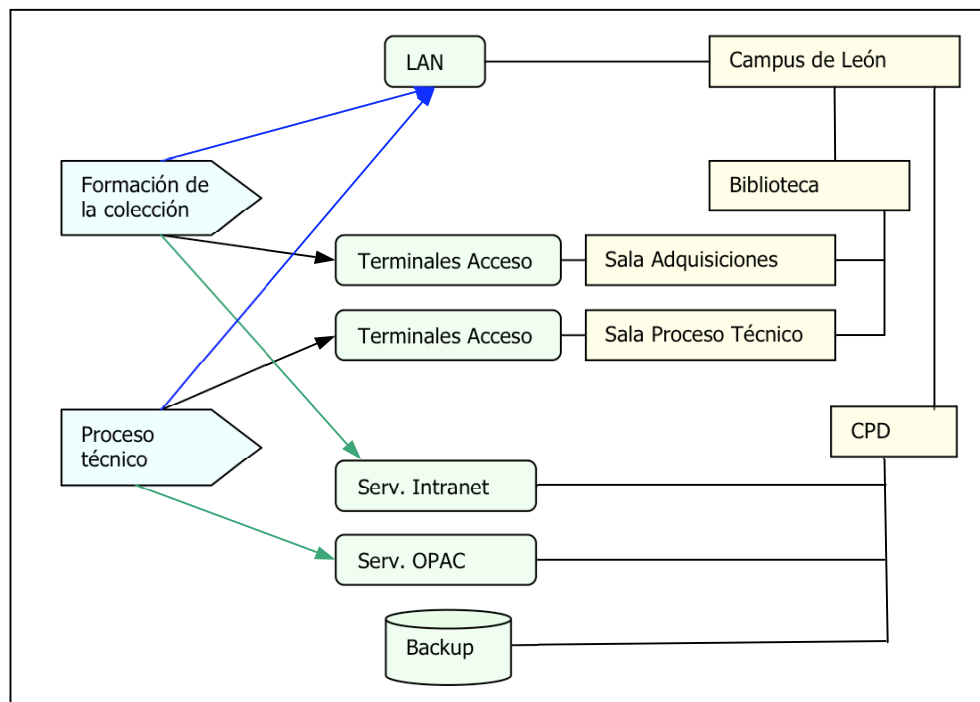 LAN
Campus de León
Formación de
la colección
Biblioteca
Terminales Acceso
Sala Adquisiciones
Terminales Acceso
Sala Proceso Técnico
Proceso
técnico
CPD
Serv. Intranet
Serv. OPAC
Backup